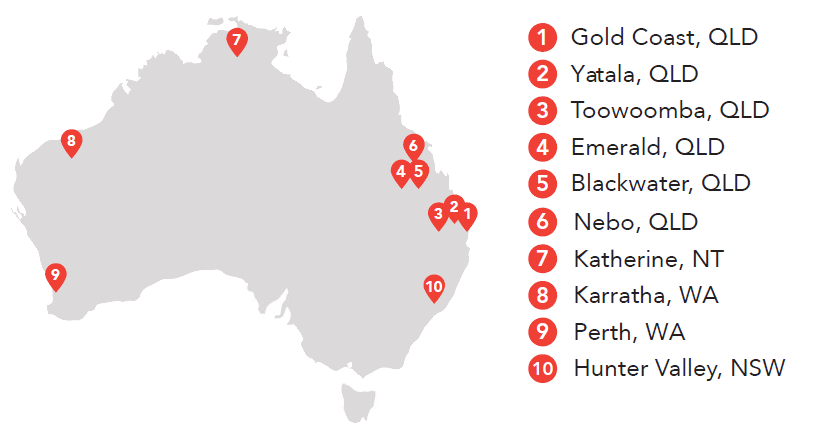 7
8
6
4
5
3
2
1
9
10
1 Gold Coast, QLD
2 Yatala, QLD
3 Toowoomba, QLD
4 Emerald, QLD
5 Blackwater, QLD
6 Nebo, QLD
7 Katherine, NT
8 Karratha, WA
9 Perth, WA
10 Hunter Valley, NSW